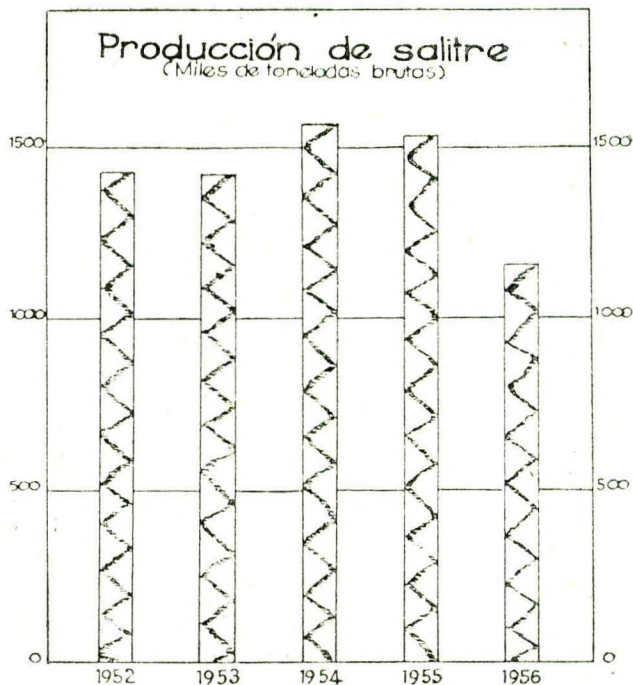 Producción de salitre
(Miles de toneladas brutas)
1500 1500
1000 1000
500 500
0 0
1952 1953 1954 1955 1956